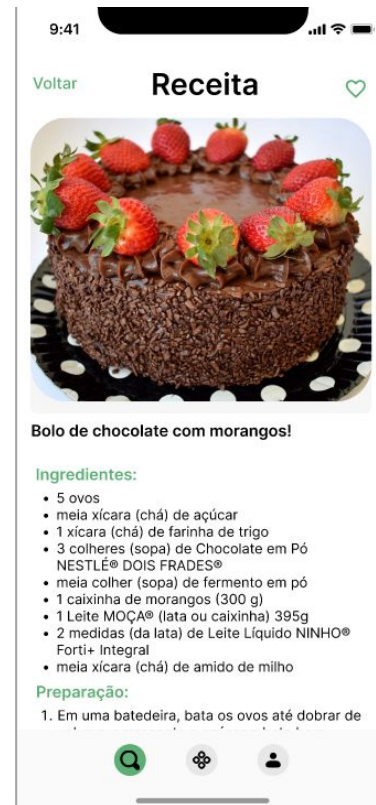 9:41
Voltar
Receita
Bolo de chocolate com morangos!
Ingredientes:
• 5 ovos
• meia xícara (chá) de açúcar
• 1 xícara (chá) de farinha de trigo
• 3 colheres (sopa) de Chocolate em Pó
NESTLÉ® DOIS FRADES®
• meia colher (sopa) de fermento em pó
• 1 caixinha de morangos (300 g)
• 1 Leite MOÇA® (lata ou caixinha) 395g
• 2 medidas (da lata) de Leite Líquido NINHO®
Forti+ Integral
• meia xícara (chá) de amido de milho
Preparação:
1. Em uma batedeira, bata os ovos até dobrar de